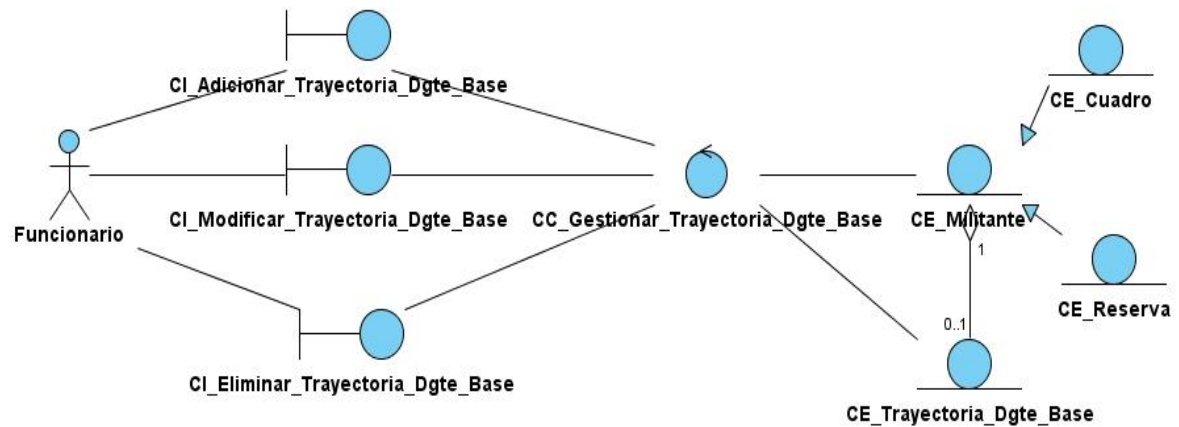 CI_Adicionar_Trayectoria_Dgte_Base
CE_Cuadro
Funcionario
CI_Modificar_Trayectoria_Dgte_Base
CC_Gestionar_Trayectoria_Dgte_Base
CE_Militante
1
CE_Reserva
0..1
CI_Eliminar_Trayectoria_Dgte_Base
CE_Trayectoria_Dgte_Base